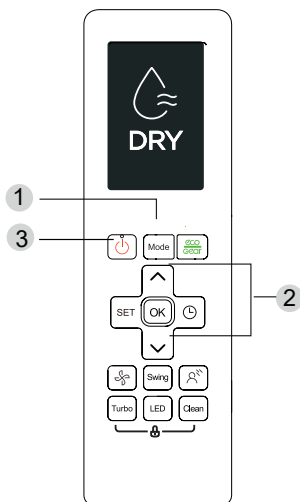 DRY
1
3
Mode
eco
Gear
2
SET
OK
Swing
Turbo
LED
Clean